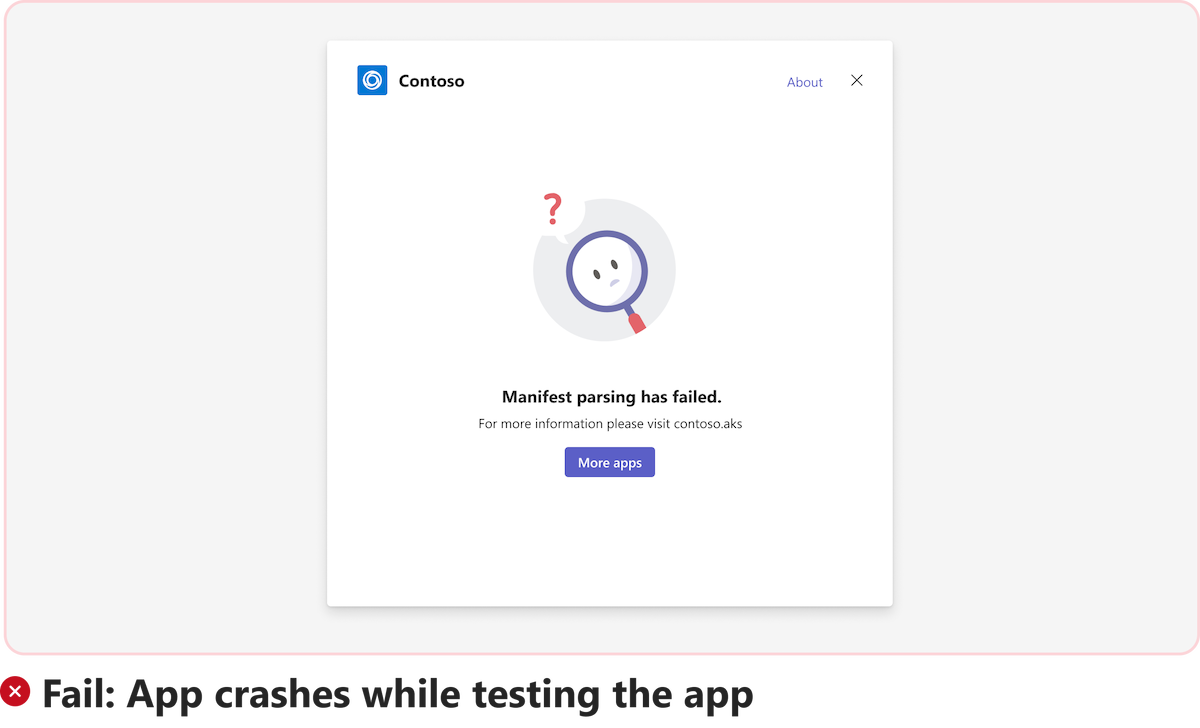 Contoso
About
?
Manifest parsing has failed.
For more information please visit contoso.aks
More apps
Fail: App crashes while testing the app